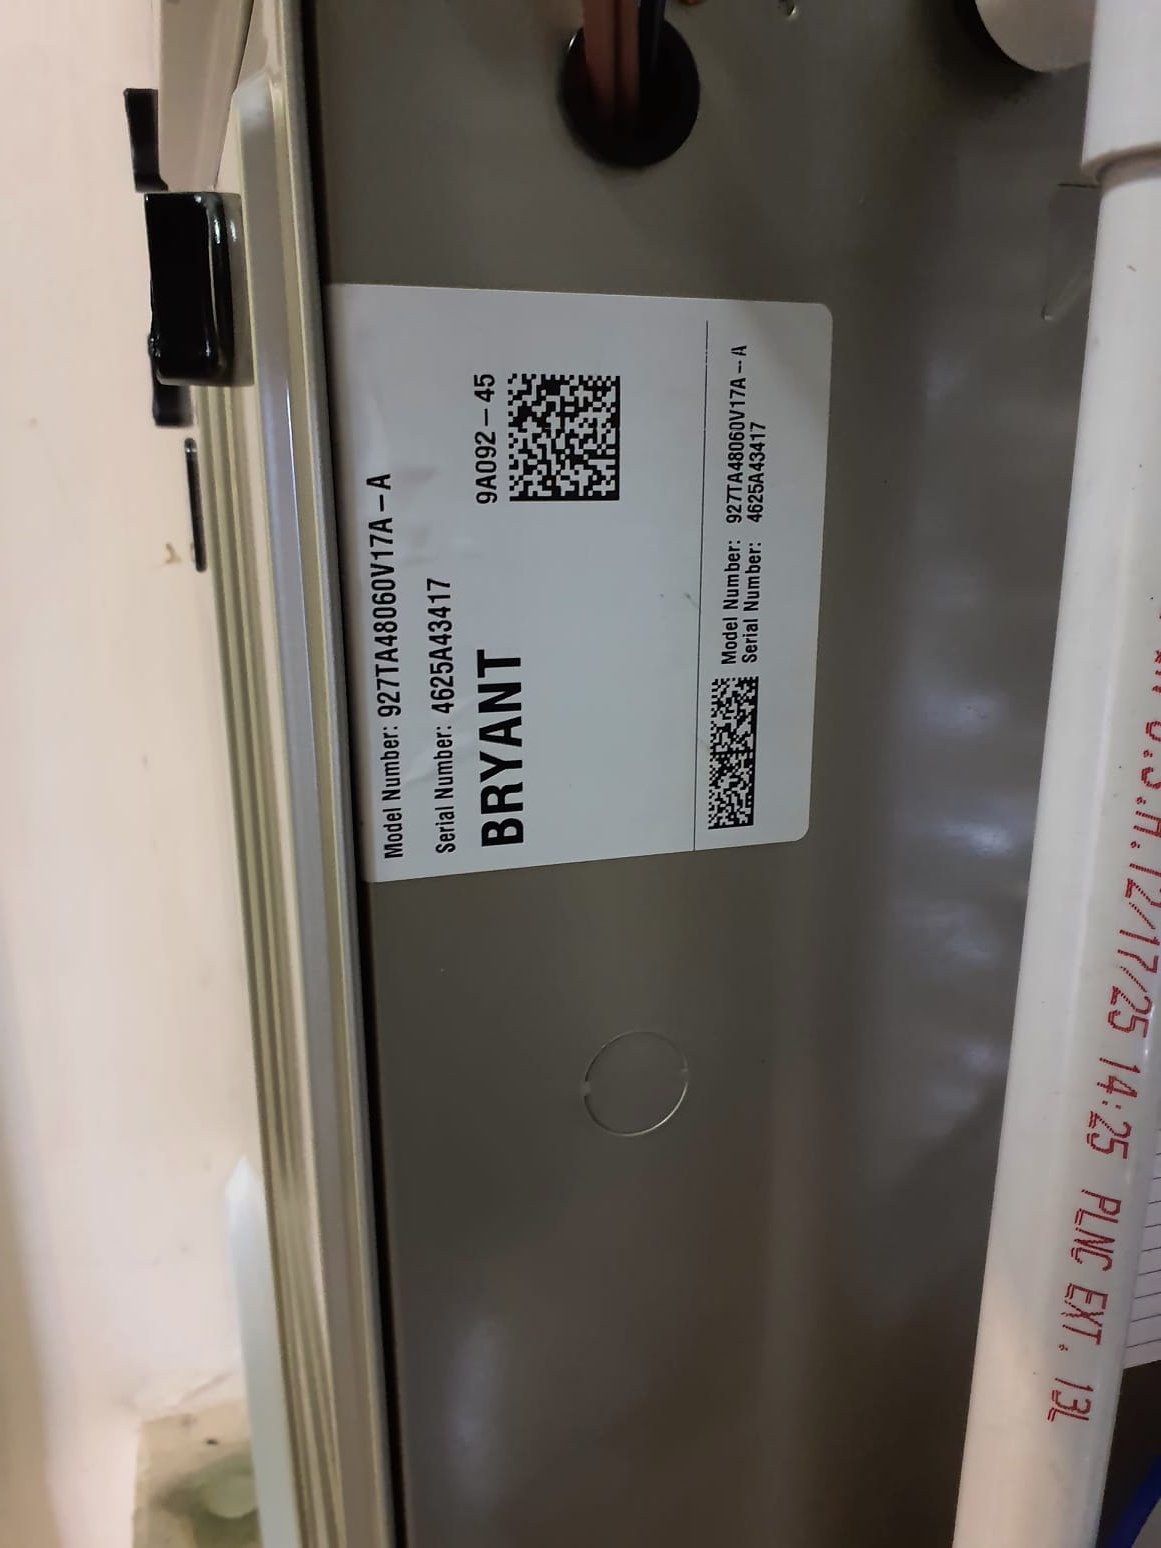 Model Number: 927TA48060V17A-A
Serial Number: 4625A43417
BRYANT
9A092-45
Model Number: 927TA48060V17A-A
Serial Number: 4625A43417
U.S.A. 12/17/25 14:25 PLNC EXT. 13L